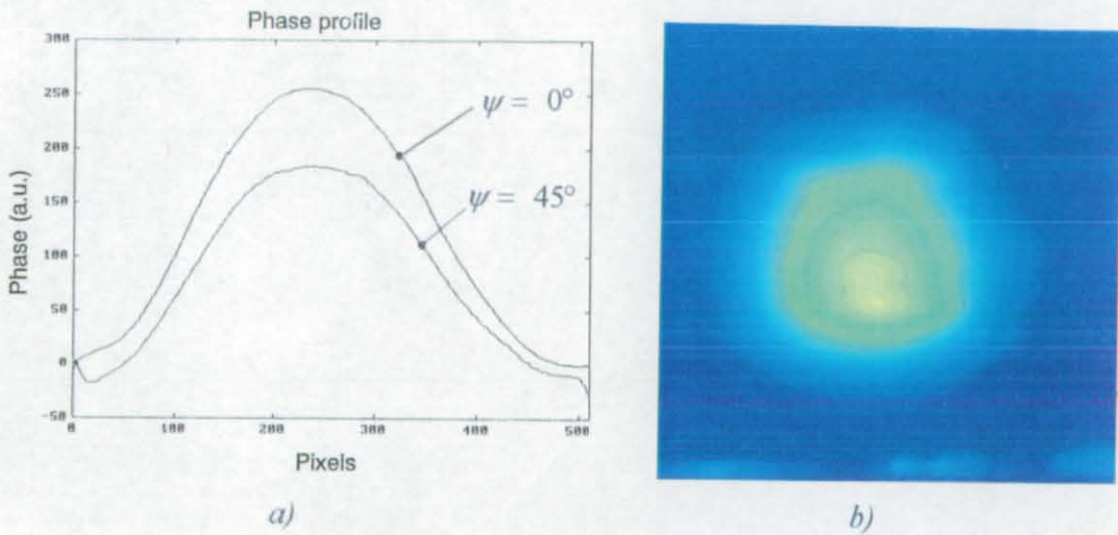 Phase profile
300
250
200
150
100
50
0
-50
0 100 200 300 400 500
Phase (a.u.)
Pixels
ψ = 0°
ψ = 45°
a)
b)